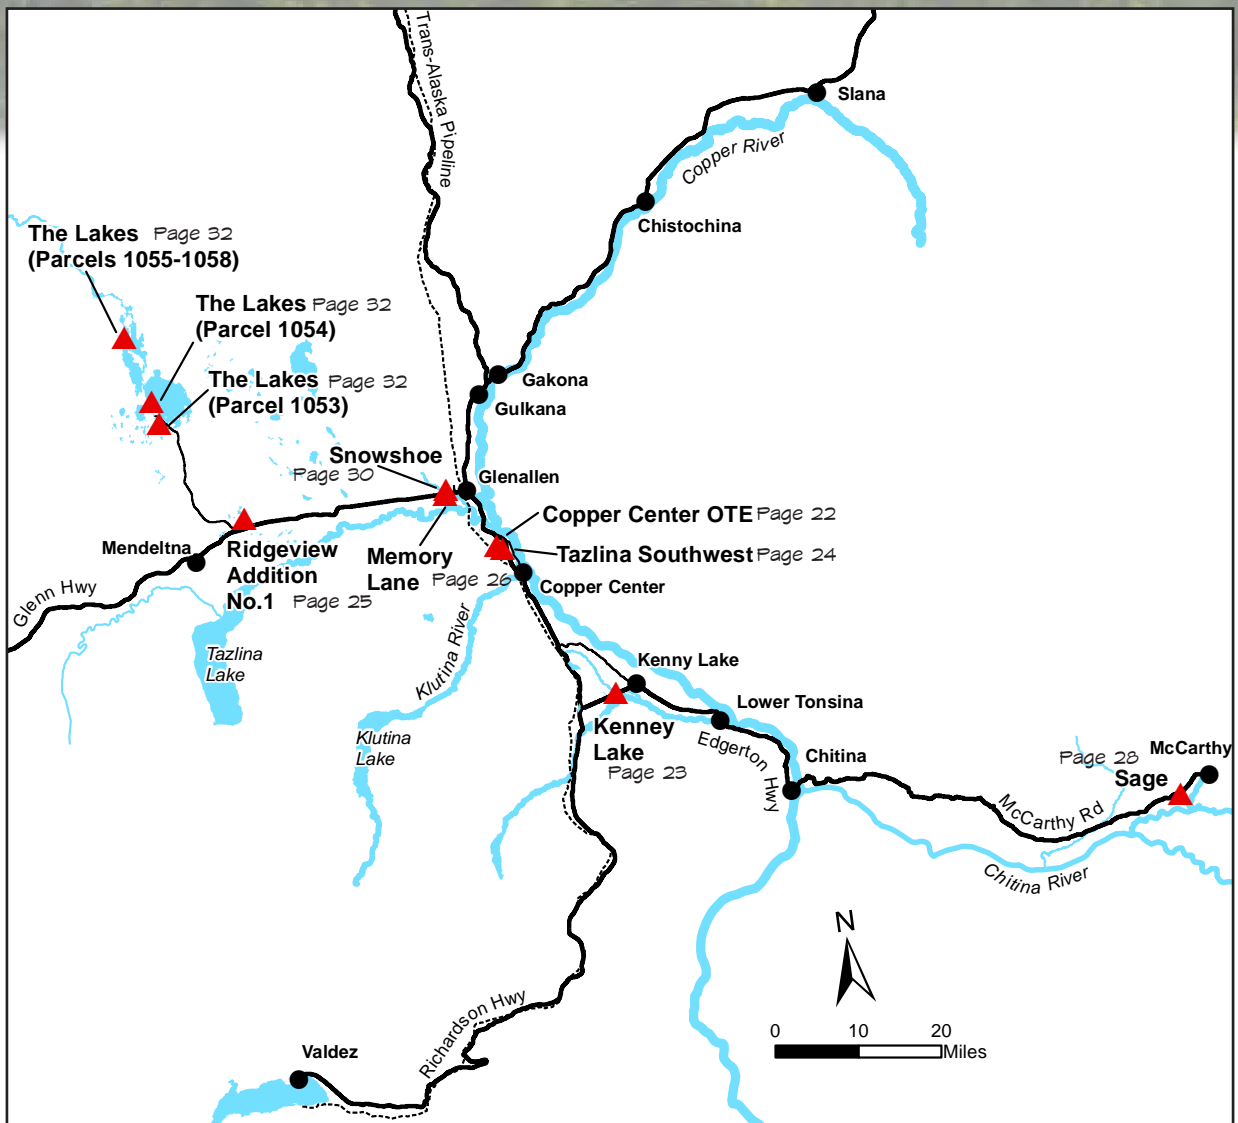 Trans-Alaska Pipeline
Slana
Copper River
Chistochina
The Lakes Page 32
(Parcels 1055-1058)
The Lakes Page 32
(Parcel 1054)
The Lakes Page 32
(Parcel 1053)
Gakona
Gulkana
Snowshoe
Page 30
Glenallen
Copper Center OTE Page 22
Tazlina Southwest Page 24
Mendeltna
Ridgeview
Addition
No.1 Page 25
Memory
Lane Page 26
Copper Center
Glenn Hwy
Tazlina
Lake
Klutina River
Kenny Lake
Lower Tonsina
Kenney
Lake
Page 23
Edgerton Hwy
Klutina
Lake
Chitina
Page 28
McCarthy
Sage
McCarthy Rd
Chitina River
N
0 10 20
Miles
Richardson Hwy
Valdez